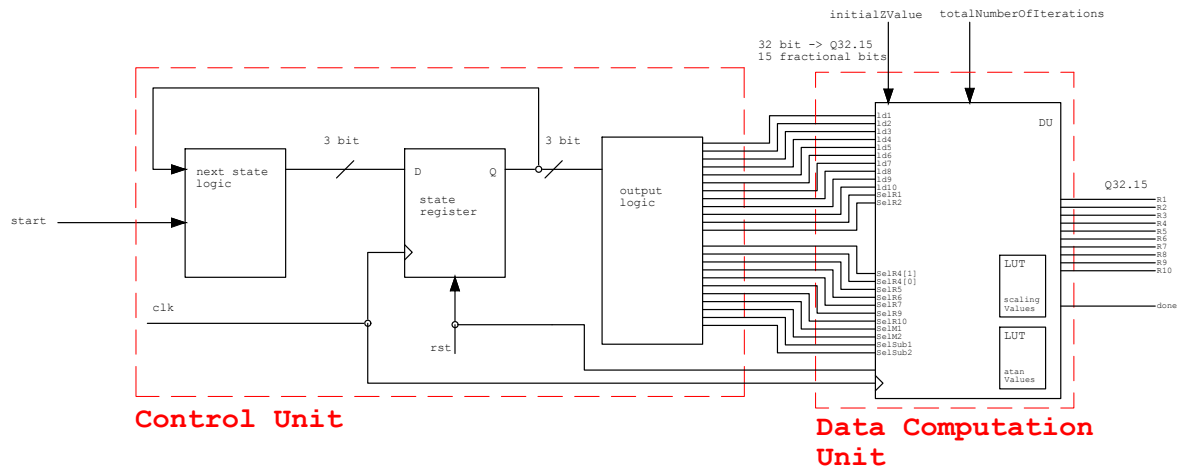 initialZValue
totalNumberOfIterations
32 bit -> Q32.15
15 fractional bits
DU
ld1
ld2
ld3
ld4
ld5
ld6
ld7
ld8
ld9
ld10
SelR1
SelR2
3 bit
3 bit
next state
logic
D
Q
state
register
output
logic
start
clk
rst
SelR4[1]
SelR4[0]
SelR5
SelR6
SelR7
SelR9
SelR10
SelM1
SelM2
SelSub1
SelSub2
LUT
scaling
Values
LUT
atan
Values
Q32.15
R1
R2
R3
R4
R5
R6
R7
R8
R9
R10
done
Control Unit
Data Computation
Unit